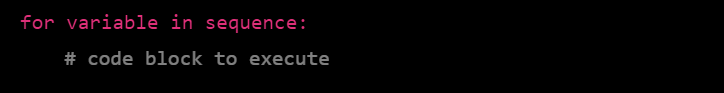 for variable in sequence:
    # code block to execute